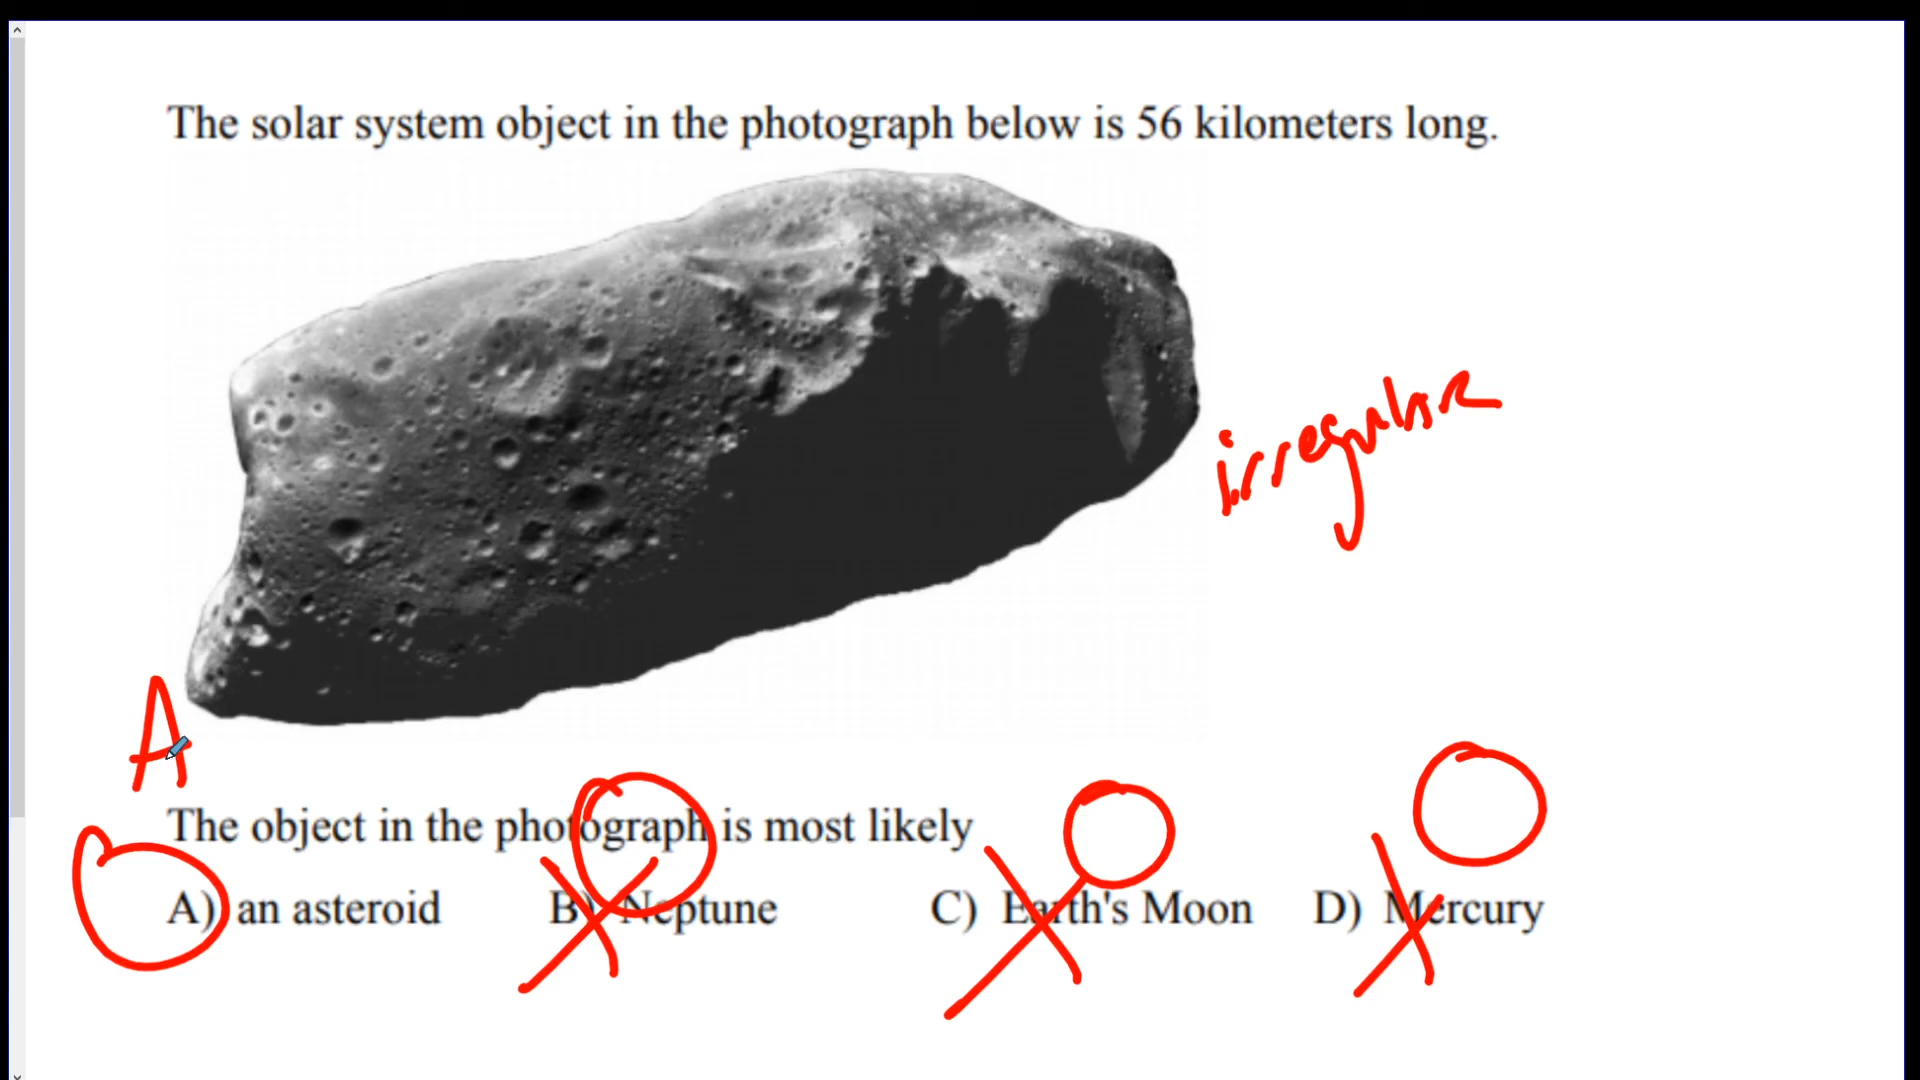 The solar system object in the photograph below is 56 kilometers long.
irregular
A
The object in the photograph is most likely
A) an asteroid B) Neptune C) Earth's Moon D) Mercury